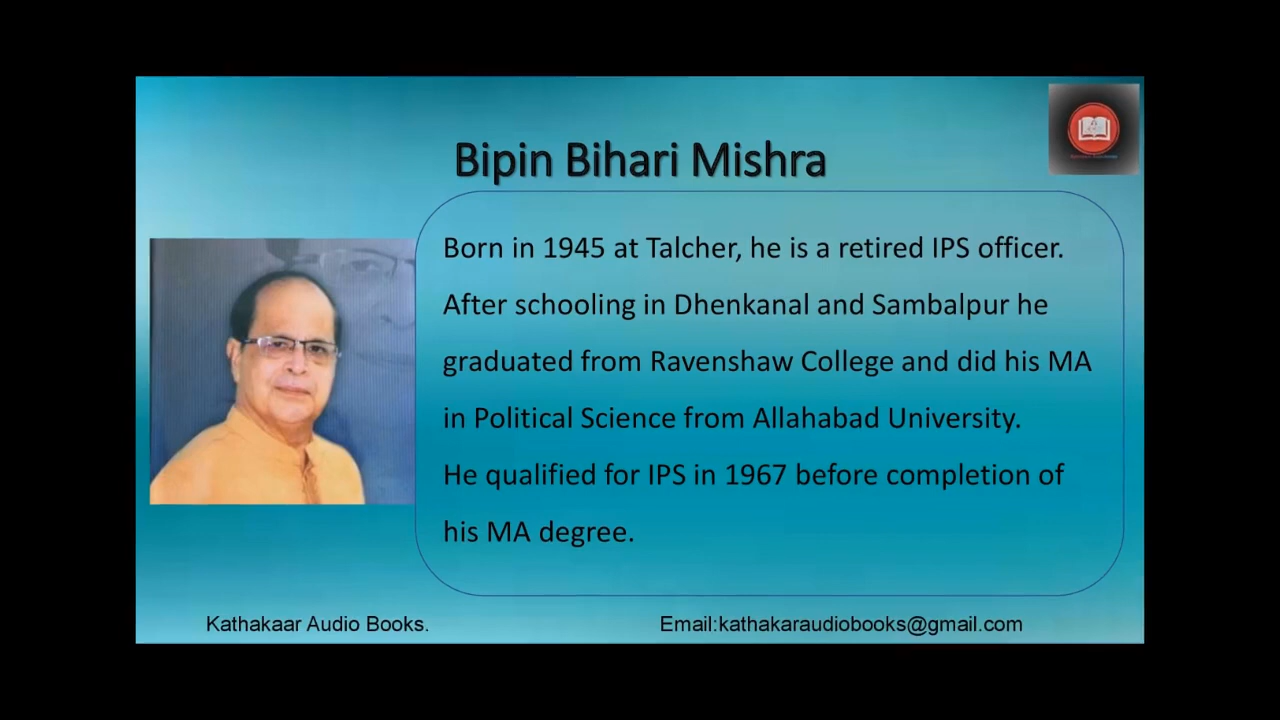 Bipin Bihari Mishra
Born in 1945 at Talcher, he is a retired IPS officer.
After schooling in Dhenkanal and Sambalpur he
graduated from Ravenshaw College and did his MA
in Political Science from Allahabad University.
He qualified for IPS in 1967 before completion of
his MA degree.
Kathakaar Audio Books.
Email:kathakaraudiobooks@gmail.com